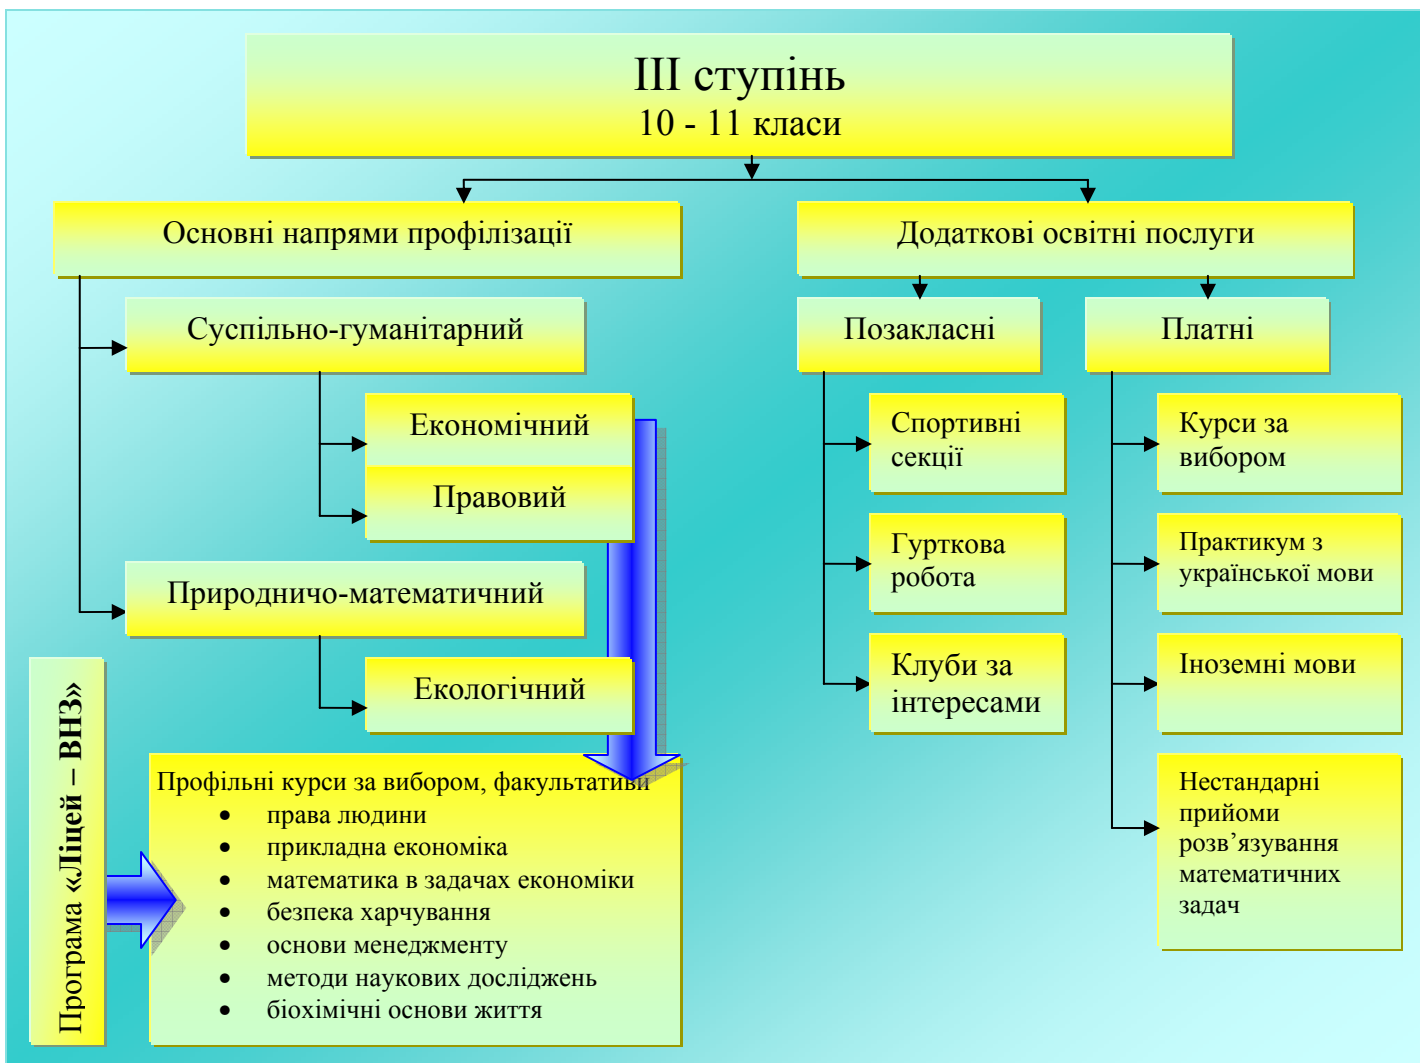 III ступінь
10 - 11 класи
Основні напрями профілізації
Суспільно-гуманітарний
Економічний
Правовий
Природничо-математичний
Екологічний
Програма «Ліцей – ВНЗ»
Профільні курси за вибором, факультативи
• права людини
• прикладна економіка
• математика в задачах економіки
• безпека харчування
• основи менеджменту
• методи наукових досліджень
• біохімічні основи життя
Додаткові освітні послуги
Позакласні
Спортивні
секції
Гурткова
робота
Клуби за
інтересами
Платні
Курси за
вибором
Практикум з
української мови
Іноземні мови
Нестандарні
прийоми
розв’язування
математичних
задач